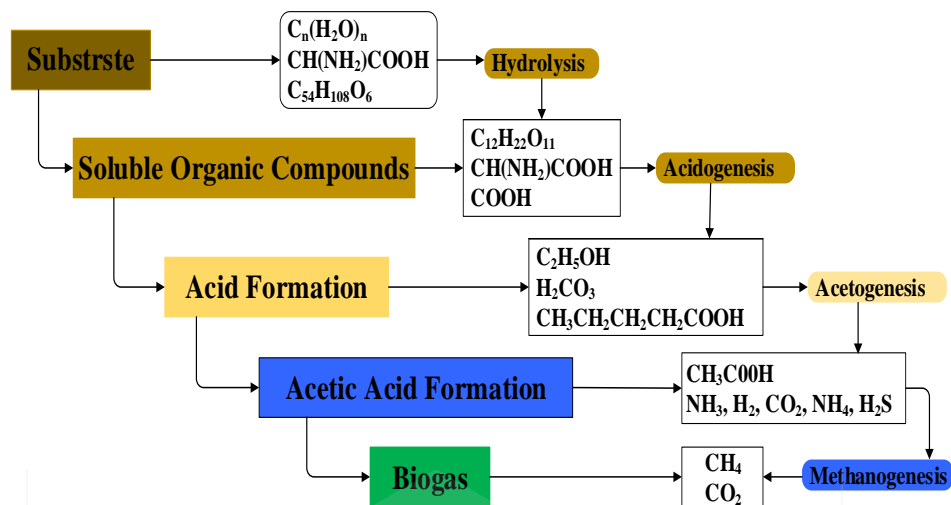 Substrste
Cₙ(H₂O)ₙ
CH(NH₂)COOH
C₅₄H₁₀₈O₆
Hydrolysis
Soluble Organic Compounds
C₁₂H₂₂O₁₁
CH(NH₂)COOH
COOH
Acidogenesis
Acid Formation
C₂H₅OH
H₂CO₃
CH₃CH₂CH₂CH₂COOH
Acetogenesis
Acetic Acid Formation
CH₃C00H
NH₃, H₂, CO₂, NH₄, H₂S
Biogas
CH₄
CO₂
Methanogenesis